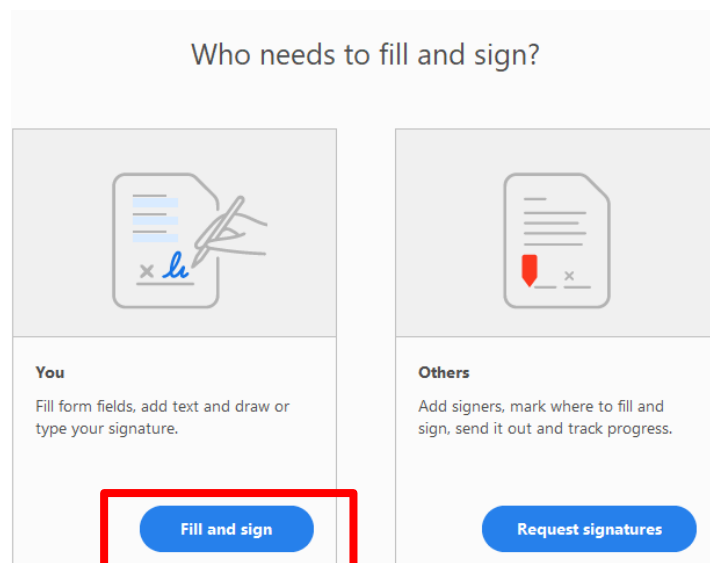 Who needs to fill and sign?
You
Fill form fields, add text and draw or
type your signature.
Fill and sign
Others
Add signers, mark where to fill and
sign, send it out and track progress.
Request signatures